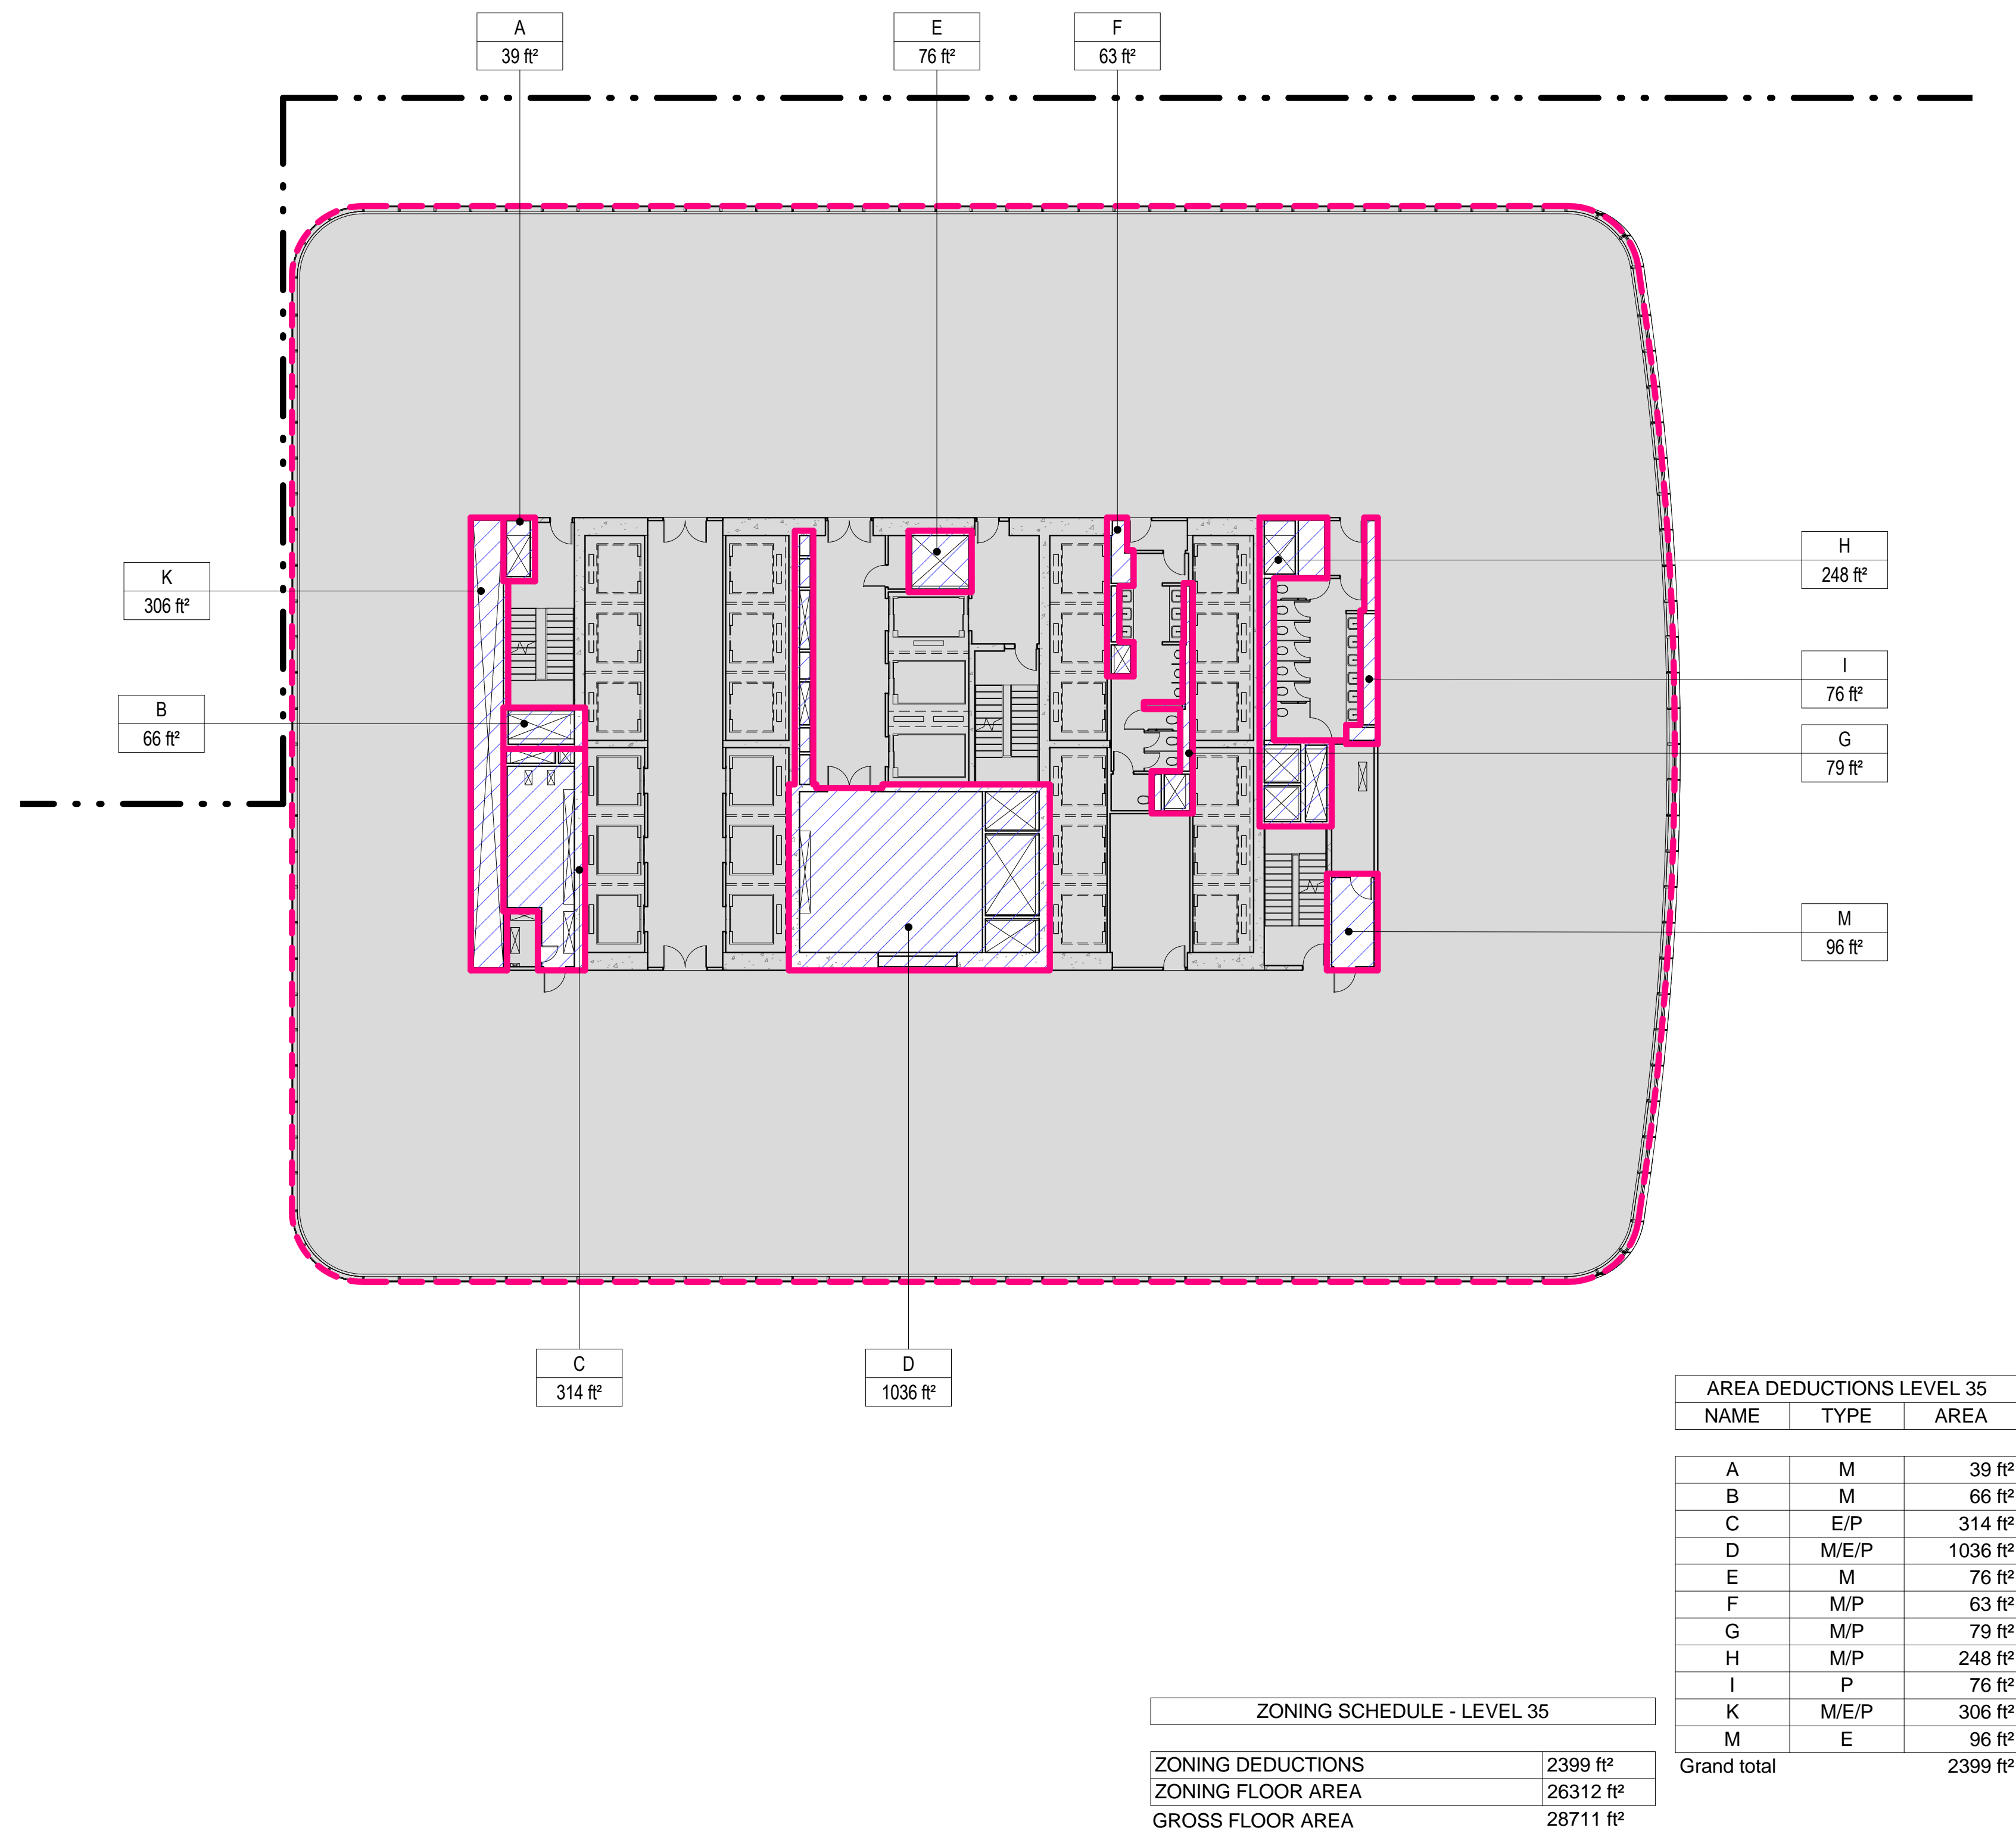 A
39 ft²
E
76 ft²
F
63 ft²
K
306 ft²
H
248 ft²
I
76 ft²
B
66 ft²
G
79 ft²
M
96 ft²
C
314 ft²
D
1036 ft²
AREA DEDUCTIONS LEVEL 35
NAME TYPE AREA
A M 39 ft²
B M 66 ft²
C E/P 314 ft²
D M/E/P 1036 ft²
E M 76 ft²
F M/P 63 ft²
G M/P 79 ft²
H M/P 248 ft²
I P 76 ft²
K M/E/P 306 ft²
M E 96 ft²
Grand total 2399 ft²
ZONING SCHEDULE - LEVEL 35
ZONING DEDUCTIONS 2399 ft²
ZONING FLOOR AREA 26312 ft²
GROSS FLOOR AREA 28711 ft²